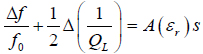 Δf/f₀ + 1/2 Δ(1/Q_L) = A(ε_r)s